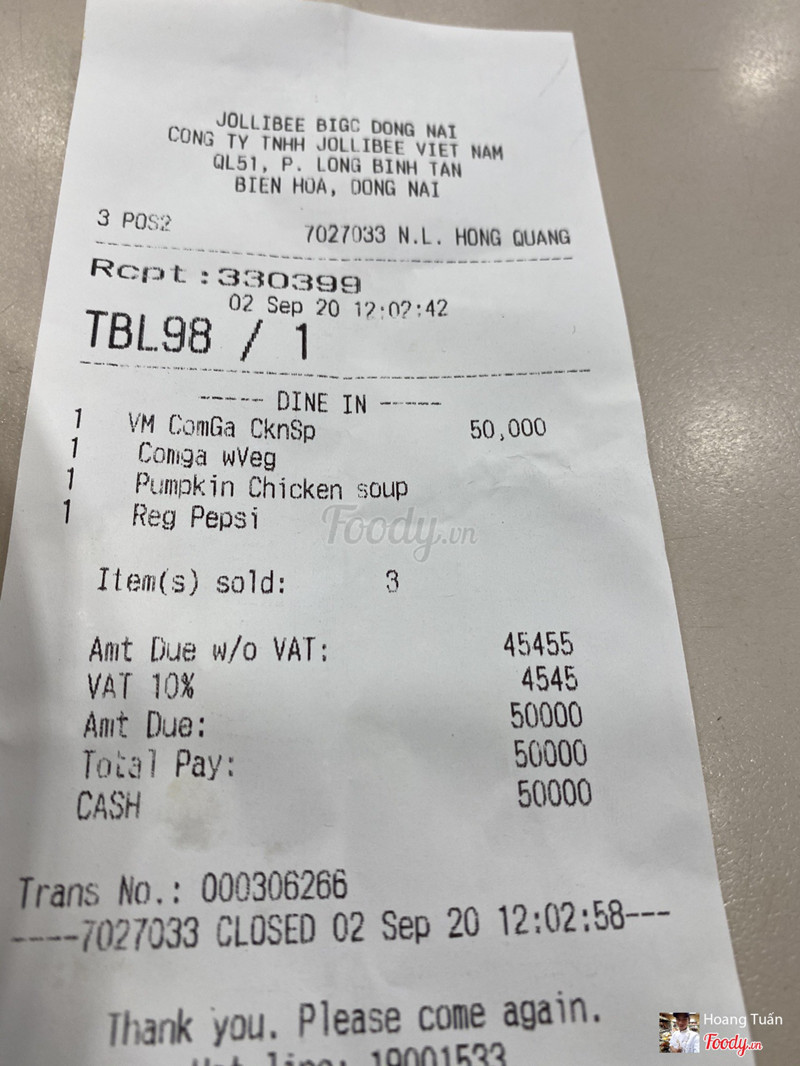 JOLLIBEE BIGC DONG NAI
CONG TY TNHH JOLLIBEE VIET NAM
QL51, P. LONG BINH TAN
BIEN HOA, DONG NAI
3 POS2 7027033 N.L. HONG QUANG
Rcpt:330399
02 Sep 20 12:02:42
TBL98 / 1
----- DINE IN -----
1 VM ComGa CknSp 50,000
1 Comga wVeg
1 Pumpkin Chicken soup
1 Reg Pepsi
Foody.vn
Item(s) sold: 3
Amt Due w/o VAT: 45455
VAT 10% 4545
Amt Due: 50000
Total Pay: 50000
CASH 50000
Trans No.: 000306266
----7027033 CLOSED 02 Sep 20 12:02:58---
Thank you. Please come again.
Hot line: 19001533
Hoang Tuấn
Foody.vn